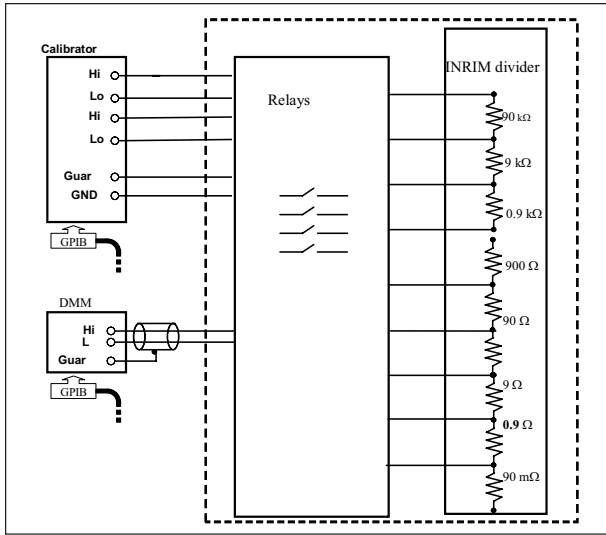 Calibrator
Hi
Lo
Hi
Lo
Guar
GND
GPIB
DMM
Hi
L
Guar
GPIB
Relays
INRIM divider
90 kΩ
9 kΩ
0.9 kΩ
900 Ω
90 Ω
9 Ω
0.9 Ω
90 mΩ